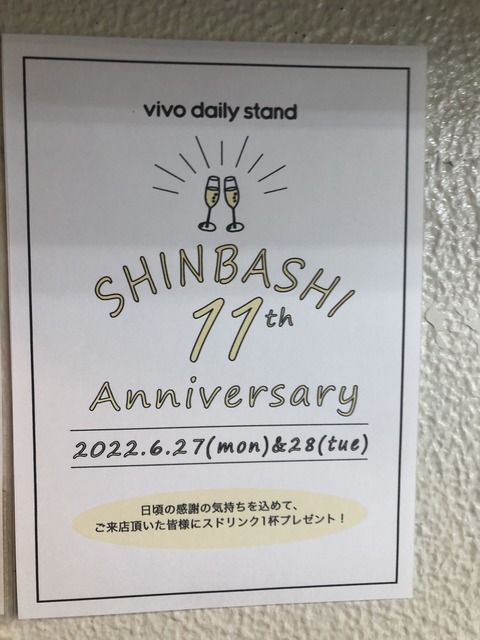 vivo daily stand
SHINBASHI
11th
Anniversary
2022.6.27(mon)&28(tue)
日頃の感謝の気持ちを込めて、
ご来店頂いた皆様にスドリンク1杯プレゼント！